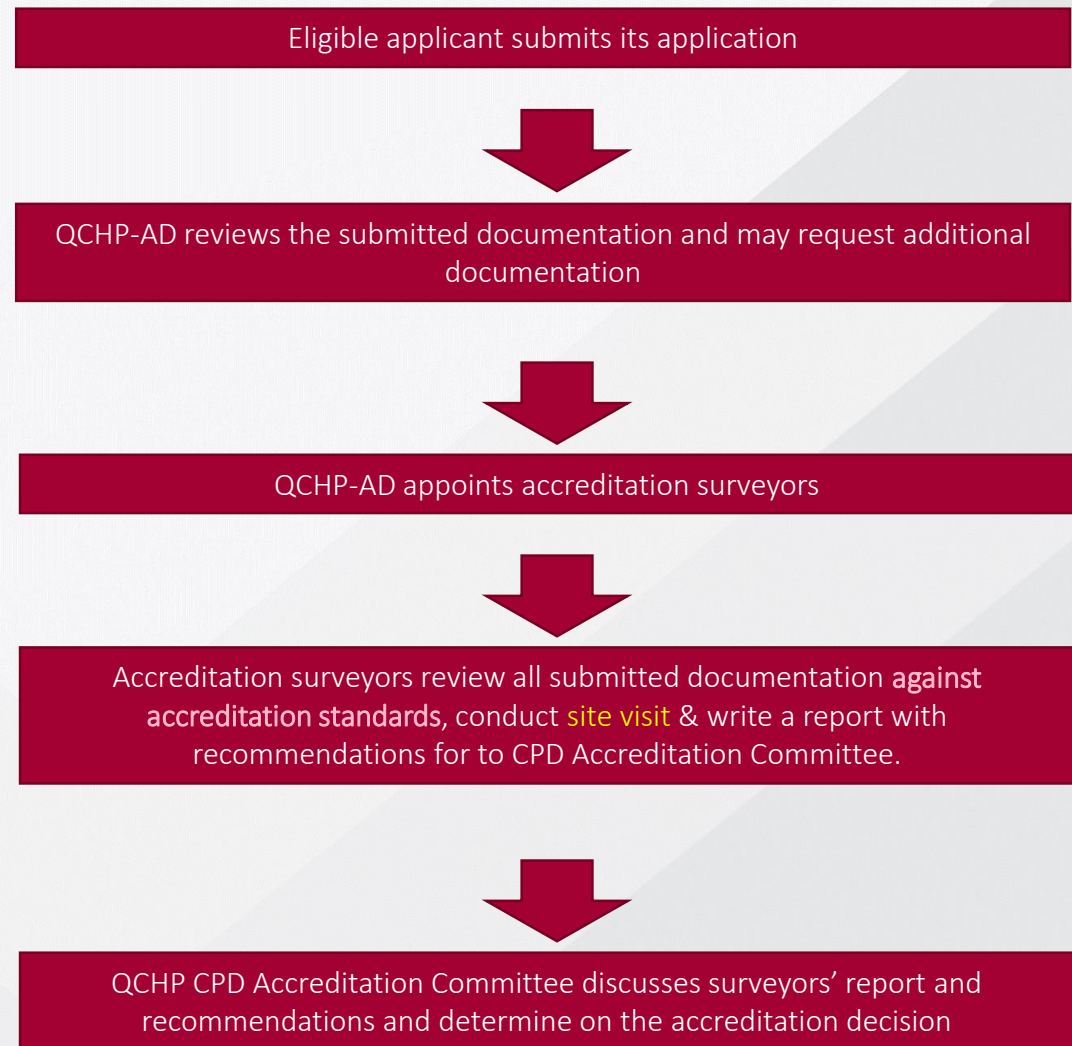 Eligible applicant submits its application
QCHP-AD reviews the submitted documentation and may request additional
documentation
QCHP-AD appoints accreditation surveyors
Accreditation surveyors review all submitted documentation against
accreditation standards, conduct site visit & write a report with
recommendations for to CPD Accreditation Committee.
QCHP CPD Accreditation Committee discusses surveyors’ report and
recommendations and determine on the accreditation decision